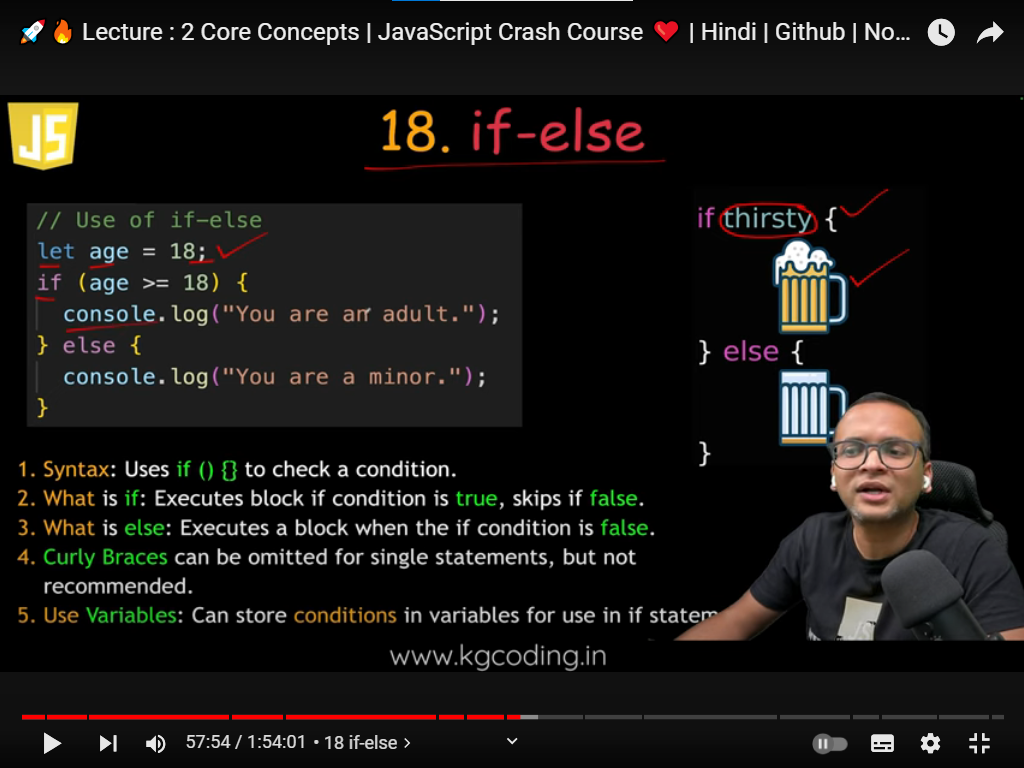 🚀🔥 Lecture : 2 Core Concepts | JavaScript Crash Course ❤️ | Hindi | Github | No...
JS
18. if-else
// Use of if-else
let age = 18;
if (age >= 18) {
console.log("You are an adult.");
} else {
console.log("You are a minor.");
}
if thirsty {
} else {
}
1. Syntax: Uses if () {} to check a condition.
2. What is if: Executes block if condition is true, skips if false.
3. What is else: Executes a block when the if condition is false.
4. Curly Braces can be omitted for single statements, but not
recommended.
5. Use Variables: Can store conditions in variables for use in if statem
www.kgcoding.in
57:54 / 1:54:01 • 18 if-else >